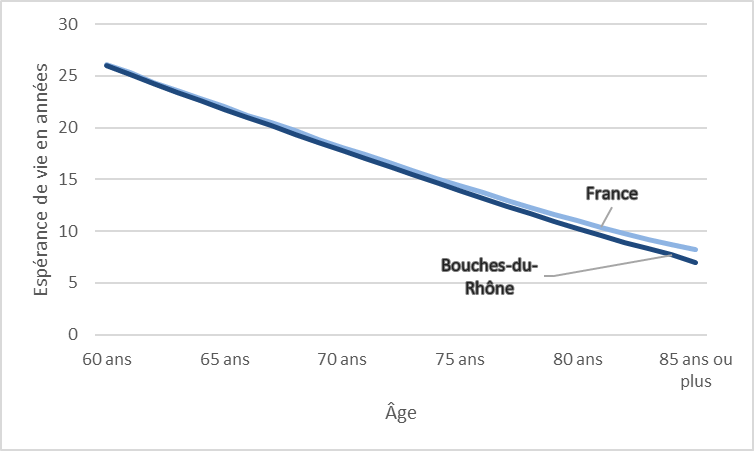 30
25
20
15
10
5
0
Espérance de vie en années
France
Bouches-du-
Rhône
60 ans
65 ans
70 ans
75 ans
80 ans
85 ans ou
plus
Âge